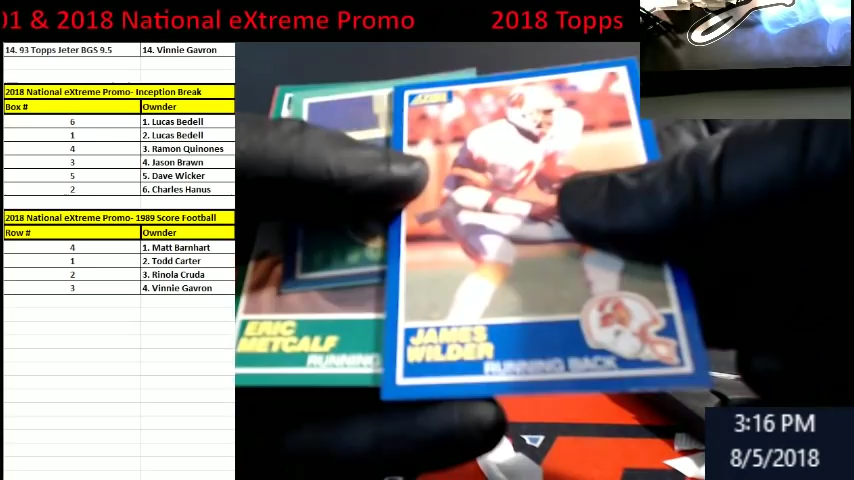 01 & 2018 National eXtreme Promo
2018 Topps
14. 93 Topps Jeter BGS 9.5
14. Vinnie Gavron
2018 National eXtreme Promo- Inception Break
Box #
Ownder
6
1. Lucas Bedell
1
2. Lucas Bedell
4
3. Ramon Quinones
3
4. Jason Brawn
5
5. Dave Wicker
2
6. Charles Hanus
2018 National eXtreme Promo- 1989 Score Football
Row #
Ownder
4
1. Matt Barnhart
1
2. Todd Carter
2
3. Rinola Cruda
3
4. Vinnie Gavron
SCORE
ERIC
METCALF
RUNNING
JAMES
WILDER
RUNNING BACK
3:16 PM
8/5/2018